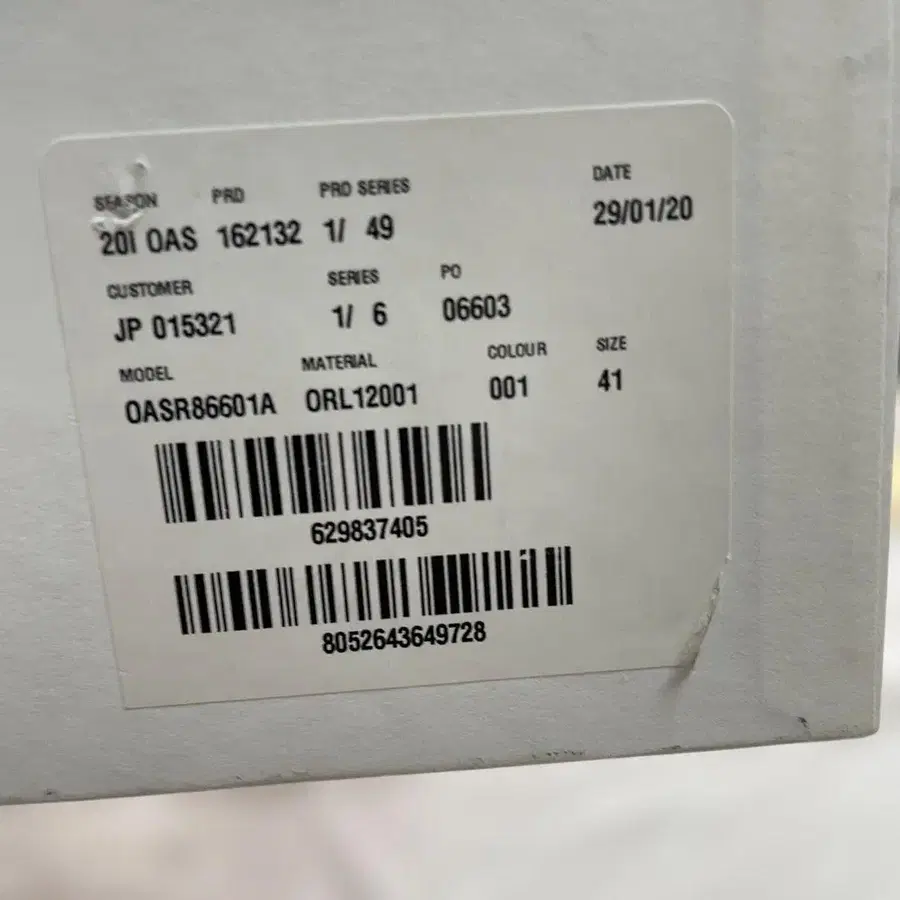 SEASON PRD PRD SERIES DATE
20I OAS 162132 1/ 49 29/01/20
CUSTOMER SERIES PO
JP 015321 1/ 6 06603
MODEL MATERIAL COLOUR SIZE
OASR86601A ORL12001 001 41
629837405
8052643649728